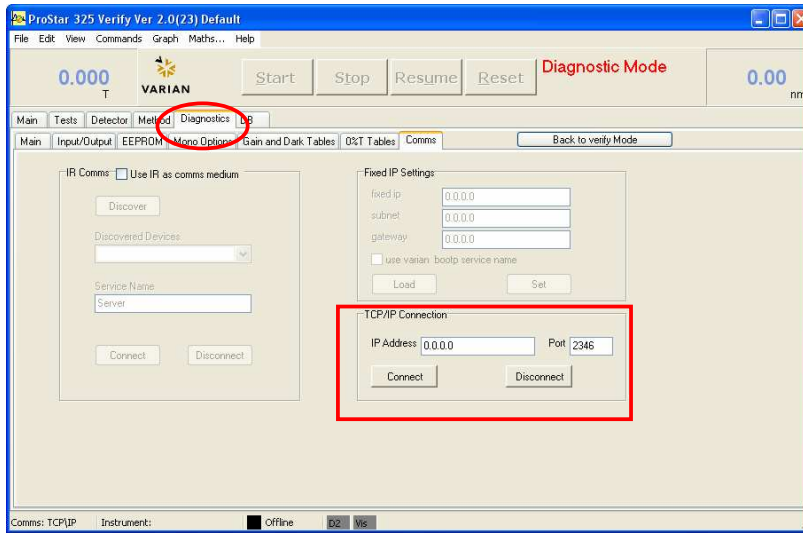 ProStar 325 Verify Ver 2.0(23) Default
File Edit View Commands Graph Maths... Help
0.000 T
VARIAN
Start Stop Resume Reset
Diagnostic Mode
0.00 nm
Main Tests Detector Method Diagnostics DB
Main Input/Output EEPROM Mono Options Gain and Dark Tables 0%T Tables Comms Back to verify Mode
IR Comms Use IR as comms medium
Discover
Discovered Devices
Service Name
Server
Connect Disconnect
Fixed IP Settings
fixed ip 0.0.0.0
subnet 0.0.0.0
gateway 0.0.0.0
use varian bootp service name
Load Set
TCP/IP Connection
IP Address 0.0.0.0 Port 2346
Connect Disconnect
Comms: TCP\IP Instrument: Offline D2 Vis